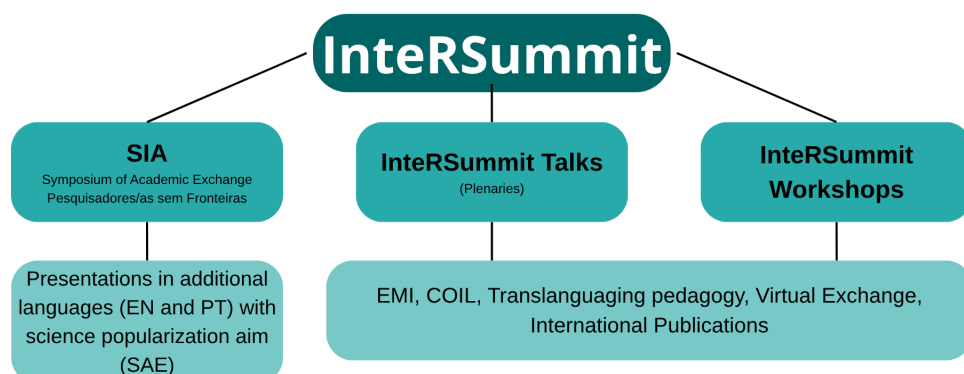 InteRSummit
SIA
Symposium of Academic Exchange
Pesquisadores/as sem Fronteiras
InteRSummit Talks
(Plenaries)
InteRSummit
Workshops
Presentations in additional
languages (EN and PT) with
science popularization aim
(SAE)
EMI, COIL, Translanguaging pedagogy, Virtual Exchange,
International Publications